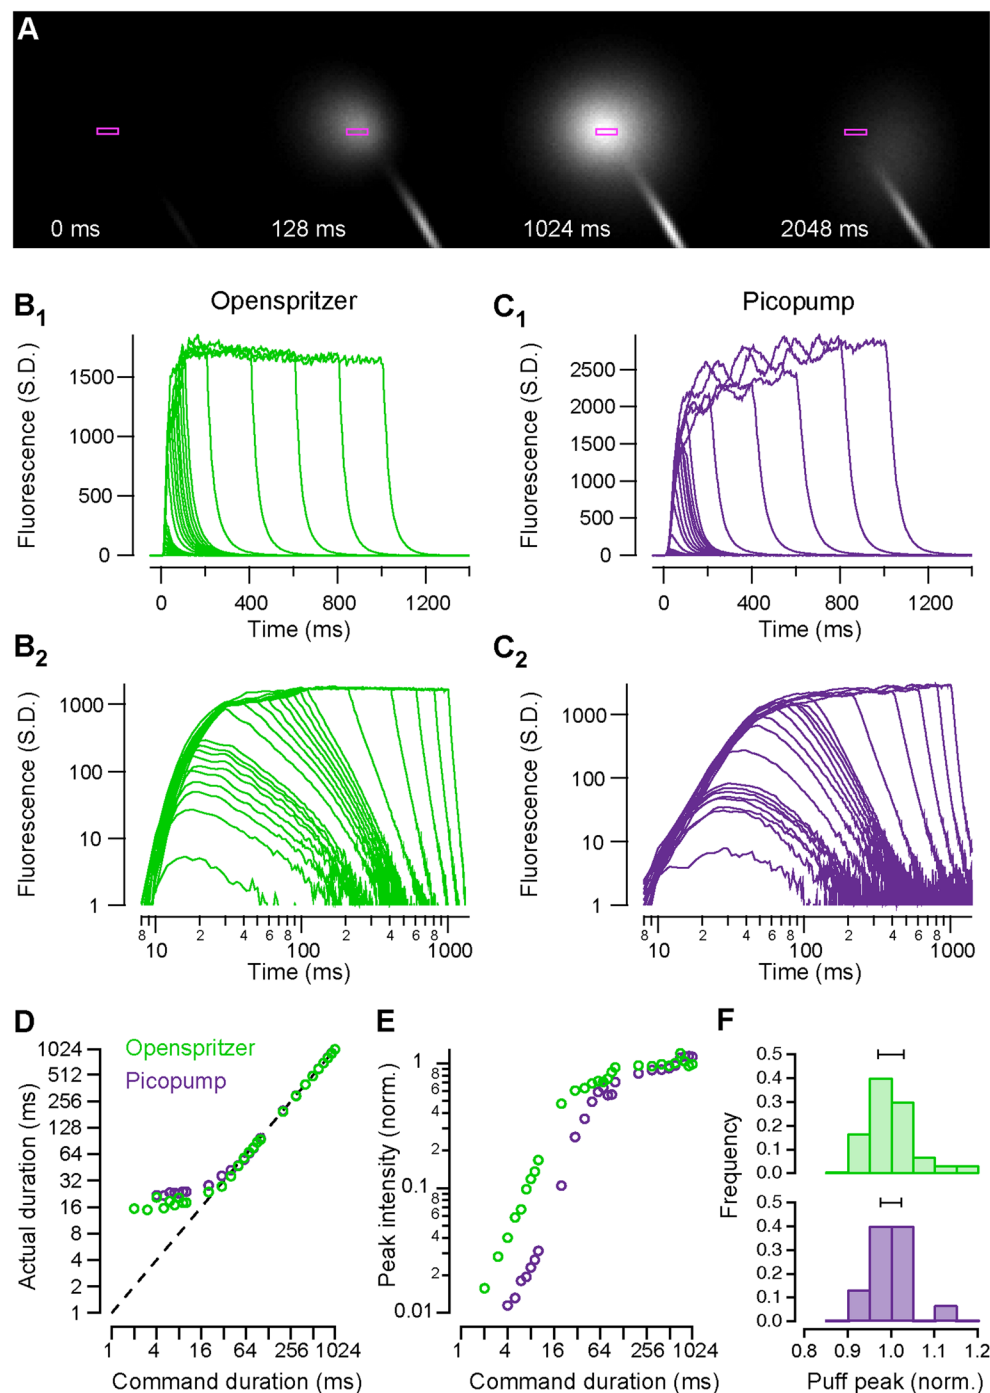 A
0 ms 128 ms 1024 ms 2048 ms
B1 Openspritzer
Fluorescence (S.D.)
1500
1000
500
0
0 400 800 1200
Time (ms)
C1 Picopump
Fluorescence (S.D.)
2500
2000
1500
1000
500
0
0 400 800 1200
Time (ms)
B2
Fluorescence (S.D.)
1000
100
10
1
8 2 4 6 8 2 4 6 8
10 100 1000
Time (ms)
C2
Fluorescence (S.D.)
1000
100
10
1
8 2 4 6 8 2 4 6 8
10 100 1000
Time (ms)
D
Openspritzer
Picopump
Actual duration (ms)
1024
512
256
128
64
32
16
8
4
2
1
1 4 16 64 256 1024
Command duration (ms)
E
Peak intensity (norm.)
1
8
6
4
2
0.1
8
6
4
2
0.01
1 4 16 64 256 1024
Command duration (ms)
F
Frequency
0.5
0.4
0.3
0.2
0.1
0.0
0.5
0.4
0.3
0.2
0.1
0.0
0.8 0.9 1.0 1.1 1.2
Puff peak (norm.)